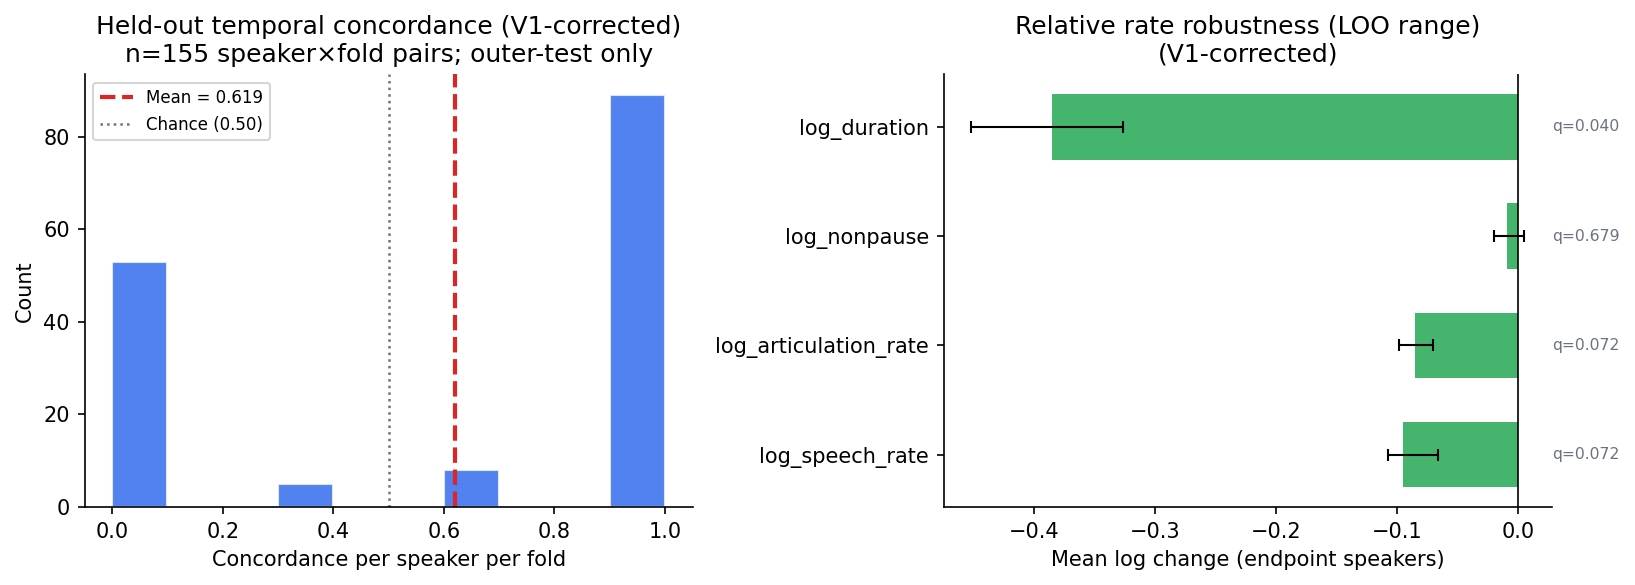 Held-out temporal concordance (V1-corrected)
n=155 speaker×fold pairs; outer-test only
Mean = 0.619
Chance (0.50)
Count
80
60
40
20
0
0.0 0.2 0.4 0.6 0.8 1.0
Concordance per speaker per fold
Relative rate robustness (LOO range)
(V1-corrected)
log_duration
q=0.040
log_nonpause
q=0.679
log_articulation_rate
q=0.072
log_speech_rate
q=0.072
−0.4 −0.3 −0.2 −0.1 0.0
Mean log change (endpoint speakers)